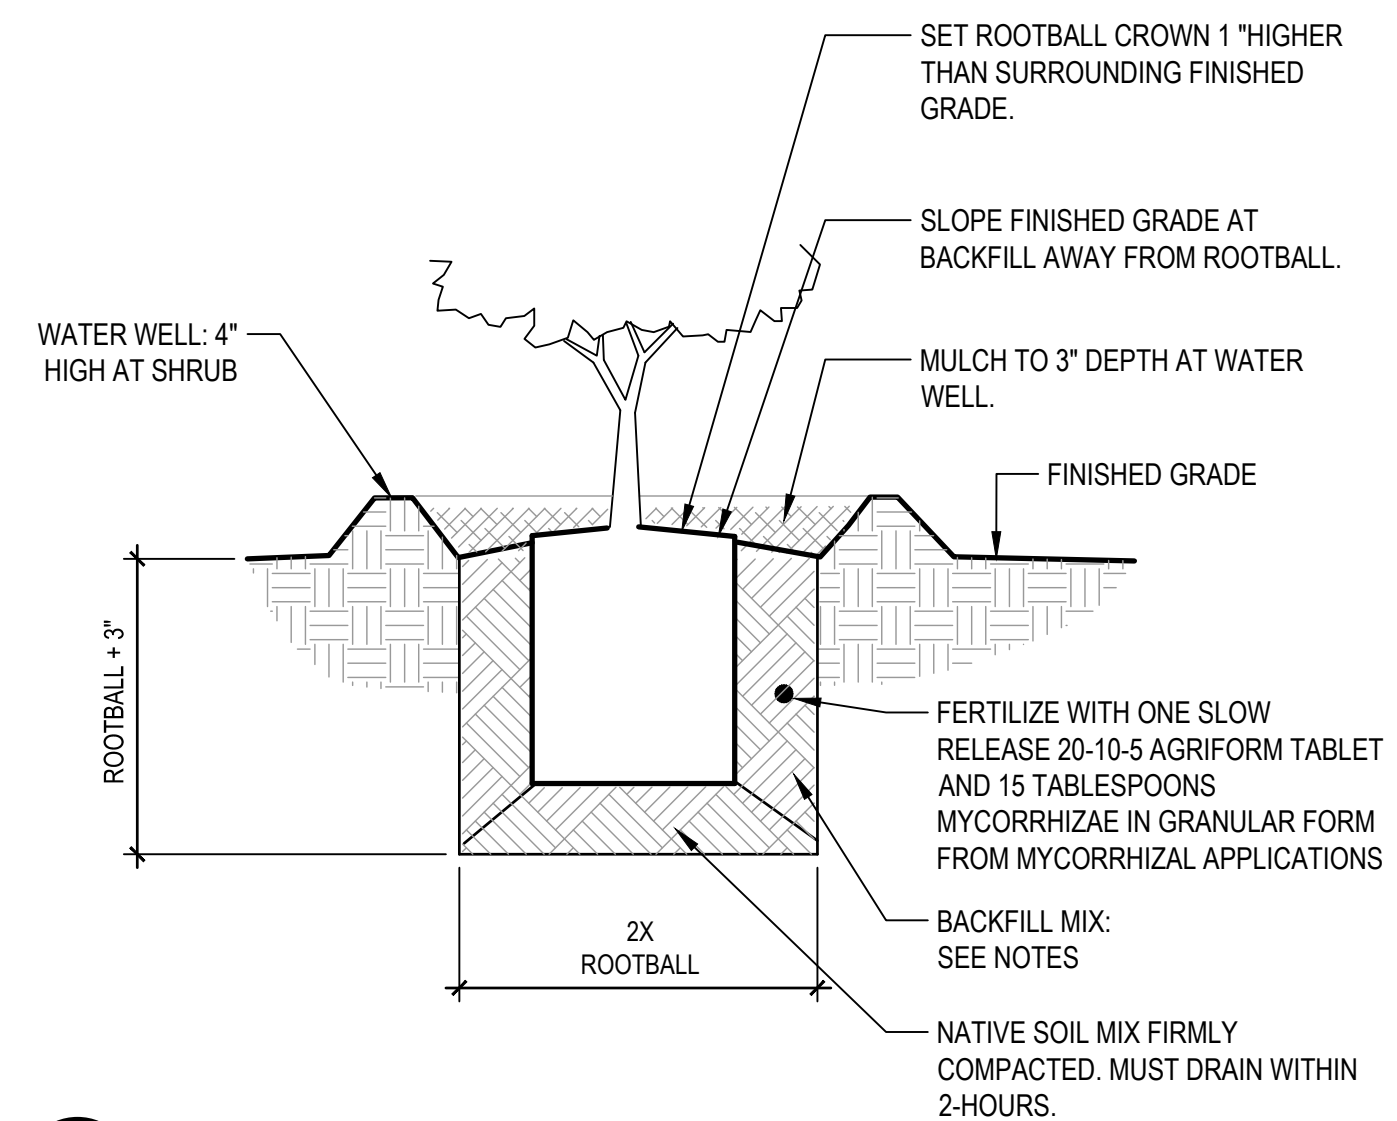 SET ROOTBALL CROWN 1 "HIGHER
THAN SURROUNDING FINISHED
GRADE.
SLOPE FINISHED GRADE AT
BACKFILL AWAY FROM ROOTBALL.
WATER WELL: 4"
HIGH AT SHRUB
MULCH TO 3" DEPTH AT WATER
WELL.
FINISHED GRADE
ROOTBALL + 3"
FERTILIZE WITH ONE SLOW
RELEASE 20-10-5 AGRIFORM TABLET
AND 15 TABLESPOONS
MYCORRHIZAE IN GRANULAR FORM
FROM MYCORRHIZAL APPLICATIONS
BACKFILL MIX:
SEE NOTES
2X
ROOTBALL
NATIVE SOIL MIX FIRMLY
COMPACTED. MUST DRAIN WITHIN
2-HOURS.